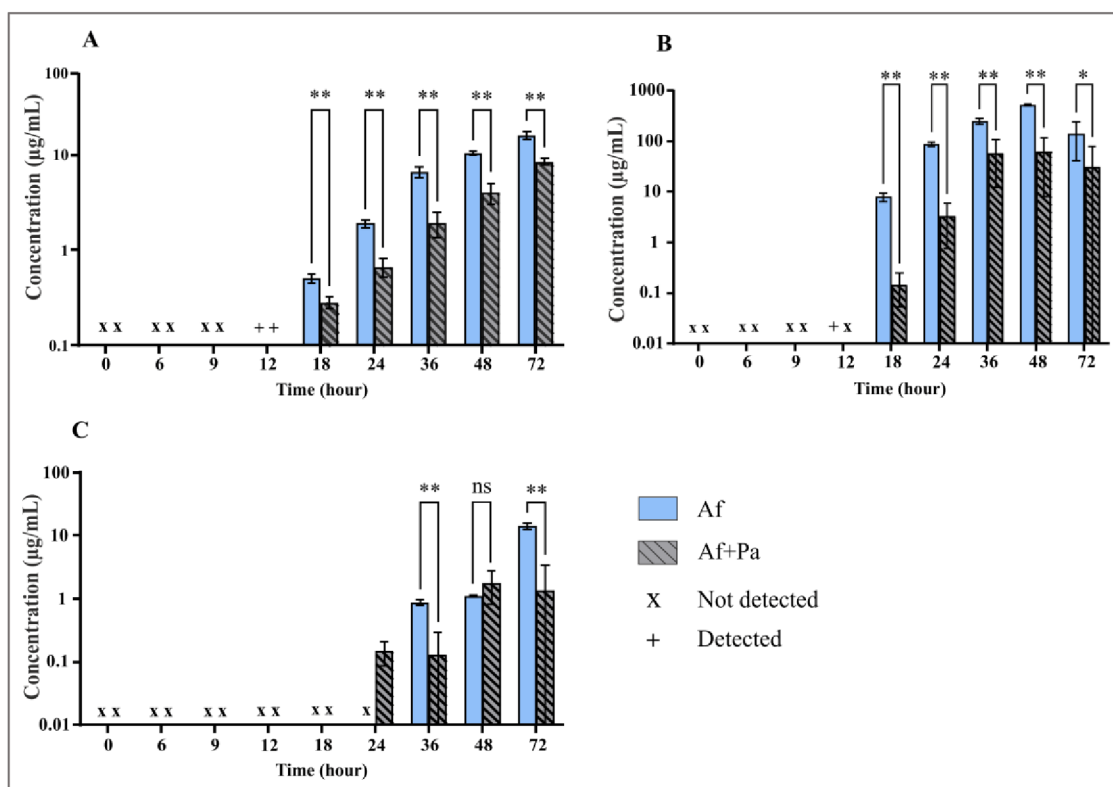 A
Concentration (µg/mL)
100
10
1
0.1
** ** ** ** **
x x x x x x + +
0 6 9 12 18 24 36 48 72
Time (hour)
B
Concentration (µg/mL)
1000
100
10
1
0.1
0.01
** ** ** ** *
x x x x x x + x
0 6 9 12 18 24 36 48 72
Time (hour)
C
Concentration (µg/mL)
100
10
1
0.1
0.01
** ns **
x x x x x x x x x x x
0 6 9 12 18 24 36 48 72
Time (hour)
Af
Af+Pa
x Not detected
+ Detected